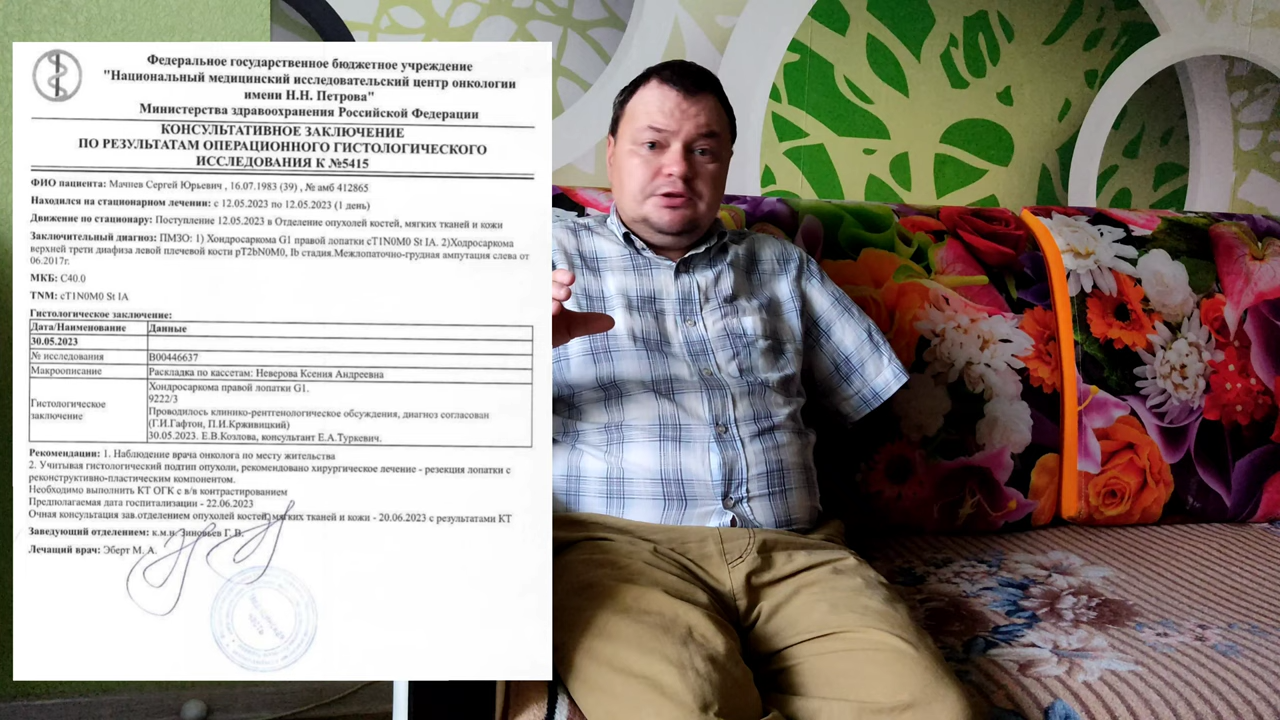 Федеральное государственное бюджетное учреждение
"Национальный медицинский исследовательский центр онкологии
имени Н.Н. Петрова"
Министерства здравоохранения Российской Федерации
КОНСУЛЬТАТИВНОЕ ЗАКЛЮЧЕНИЕ
ПО РЕЗУЛЬТАТАМ ОПЕРАЦИОННОГО ГИСТОЛОГИЧЕСКОГО
ИССЛЕДОВАНИЯ К №5415
ФИО пациента: Мачнев Сергей Юрьевич , 16.07.1983 (39) , № амб 412865
Находился на стационарном лечении: с 12.05.2023 по 12.05.2023 (1 день)
Движение по стационару: Поступление 12.05.2023 в Отделение опухолей костей, мягких тканей и кожи
Заключительный диагноз: ПМЗО: 1) Хондросаркома G1 правой лопатки cT1N0M0 St IA. 2)Ходросаркома
верхней трети диафиза левой плечевой кости pT2bN0M0, Ib стадия.Межлопаточно-грудная ампутация слева от
06.2017г.
МКБ: C40.0
TNM: cT1N0M0 St IA
Гистологическое заключение:
Дата/Наименование Данные
30.05.2023
№ исследования B00446637
Макроописание Раскладка по кассетам: Неверова Ксения Андреевна
Гистологическое заключение Хондросаркома правой лопатки G1.
9222/3
Проводилось клинико-рентгенологическое обсуждения, диагноз согласован
(Г.И.Гафтон, П.И.Крживицкий)
30.05.2023. Е.В.Козлова, консультант Е.А.Туркевич.
Рекомендации: 1. Наблюдение врача онколога по месту жительства
2. Учитывая гистологический подтип опухоли, рекомендовано хирургическое лечение - резекция лопатки с
реконструктивно-пластическим компонентом.
Необходимо выполнить КТ ОГК с в/в контрастированием
Предполагаемая дата госпитализации - 22.06.2023
Очная консультация зав.отделением опухолей костей, мягких тканей и кожи - 20.06.2023 с результатами КТ
Заведующий отделением: к.м.н. Зиновьев Г. В.
Лечащий врач: Эберт М. А.